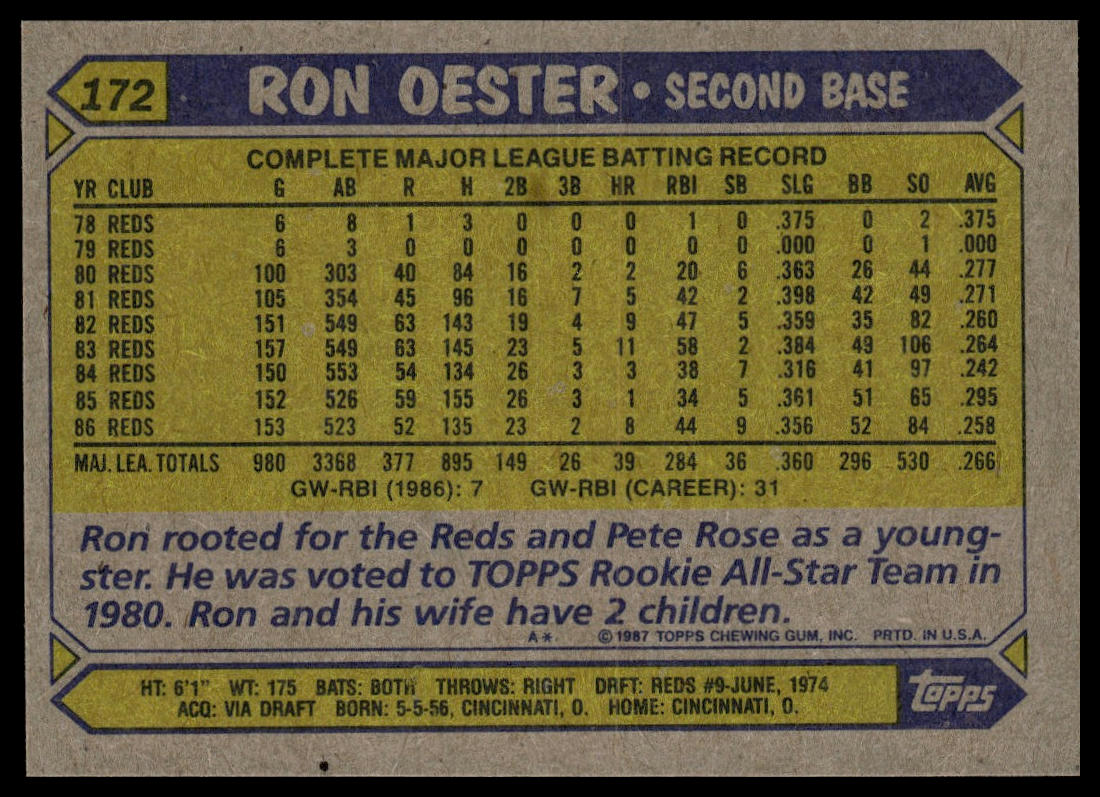 172 RON OESTER • SECOND BASE
COMPLETE MAJOR LEAGUE BATTING RECORD
YR CLUB G AB R H 2B 3B HR RBI SB SLG BB SO AVG
78 REDS 6 8 1 3 0 0 0 1 0 .375 0 2 .375
79 REDS 6 3 0 0 0 0 0 0 0 .000 0 1 .000
80 REDS 100 303 40 84 16 2 2 20 6 .363 26 44 .277
81 REDS 105 354 45 96 16 7 5 42 2 .398 42 49 .271
82 REDS 151 549 63 143 19 4 9 47 5 .359 35 82 .260
83 REDS 157 549 63 145 23 5 11 58 2 .384 49 106 .264
84 REDS 150 553 54 134 26 3 3 38 7 .316 41 97 .242
85 REDS 152 526 59 155 26 3 1 34 5 .361 51 65 .295
86 REDS 153 523 52 135 23 2 8 44 9 .356 52 84 .258
MAJ. LEA. TOTALS 980 3368 377 895 149 26 39 284 36 .360 296 530 .266
GW-RBI (1986): 7 GW-RBI (CAREER): 31
Ron rooted for the Reds and Pete Rose as a young-
ster. He was voted to TOPPS Rookie All-Star Team in
1980. Ron and his wife have 2 children.
A* ©1987 TOPPS CHEWING GUM, INC. PRTD. IN U.S.A.
HT: 6'1" WT: 175 BATS: BOTH THROWS: RIGHT DRFT: REDS #9-JUNE, 1974
ACQ: VIA DRAFT BORN: 5-5-56, CINCINNATI, O. HOME: CINCINNATI, O.
topps